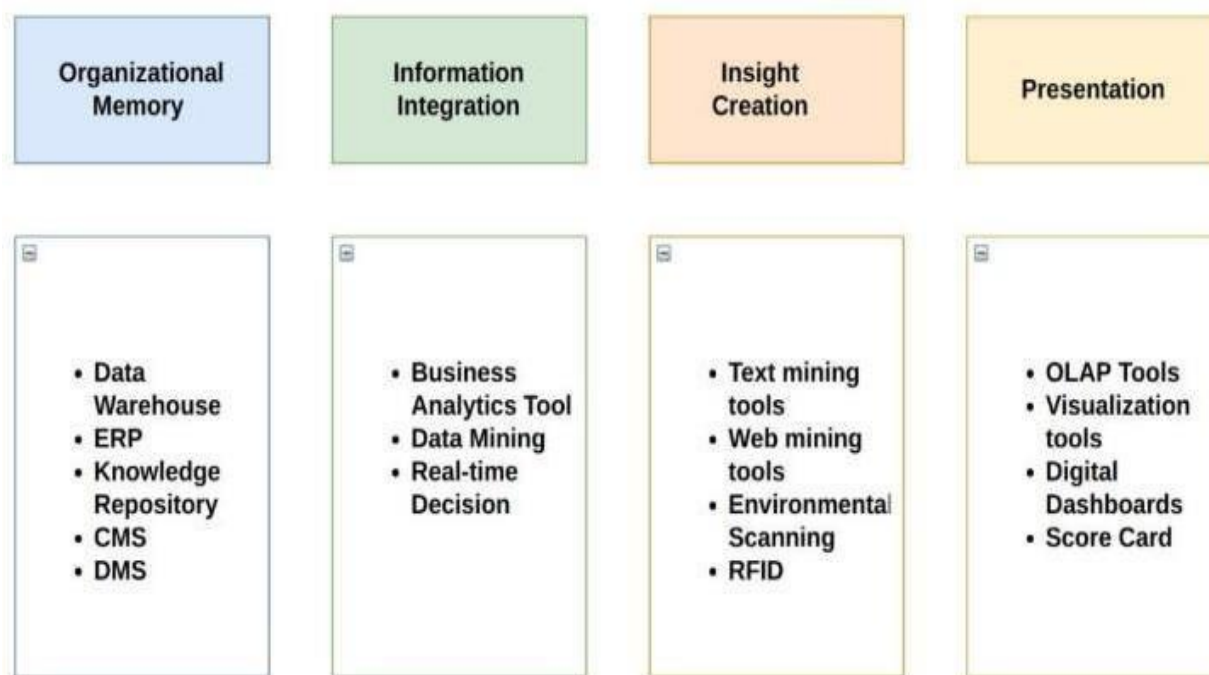 Organizational
Memory
Information
Integration
Insight
Creation
Presentation
• Data
Warehouse
• ERP
• Knowledge
Repository
• CMS
• DMS
• Business
Analytics Tool
• Data Mining
• Real-time
Decision
• Text mining
tools
• Web mining
tools
• Environmental
Scanning
• RFID
• OLAP Tools
• Visualization
tools
• Digital
Dashboards
• Score Card